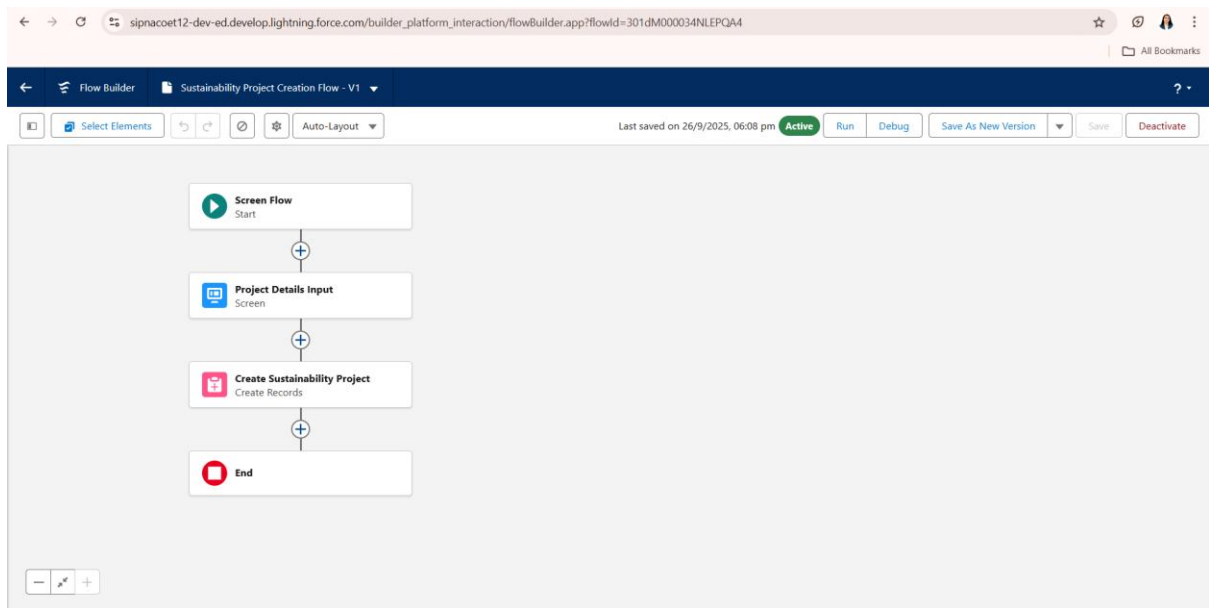 sipnacoet12-dev-ed.develop.lightning.force.com/builder_platform_interaction/flowBuilder.app?flowId=301dM000034NLEPQA4
All Bookmarks
Flow Builder Sustainability Project Creation Flow - V1 ?
Select Elements Auto-Layout Last saved on 26/9/2025, 06:08 pm Active Run Debug Save As New Version Save Deactivate
Screen Flow
Start
Project Details Input
Screen
Create Sustainability Project
Create Records
End